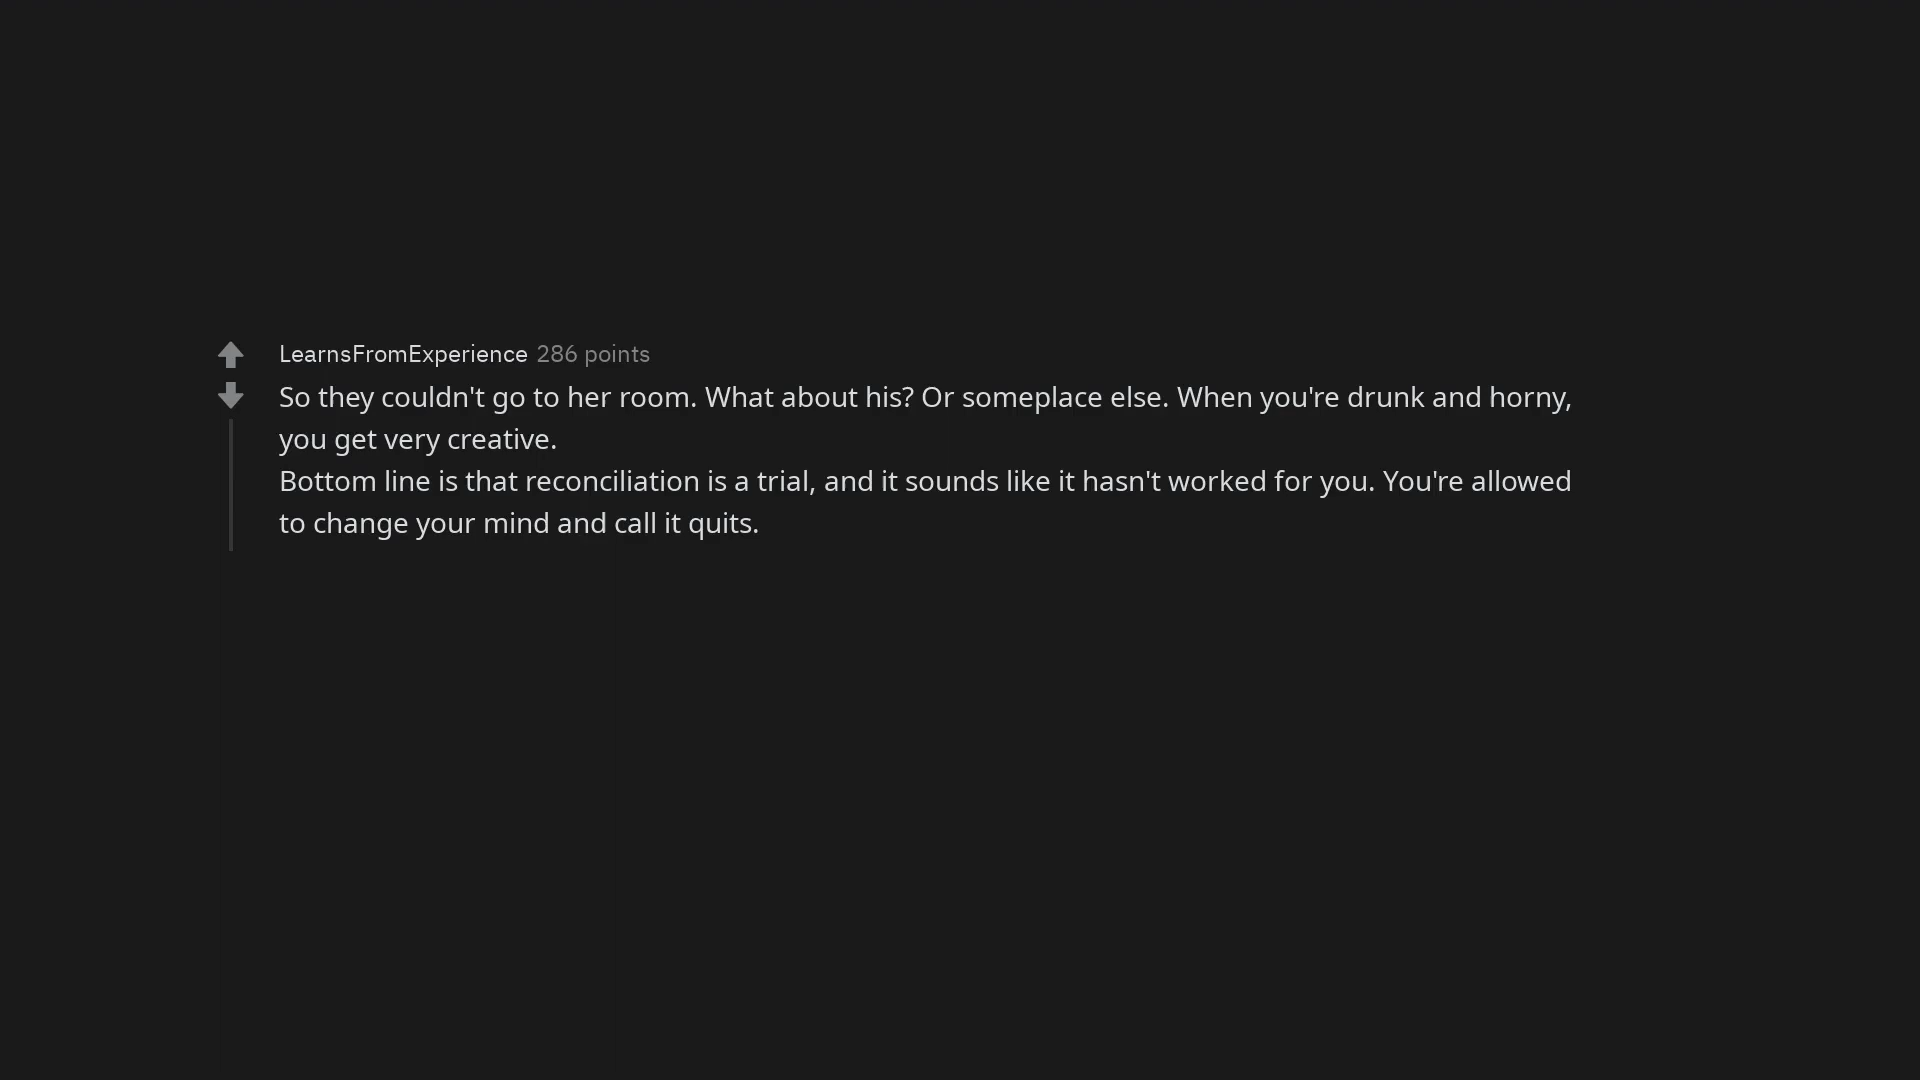 LearnsFromExperience 286 points
So they couldn't go to her room. What about his? Or someplace else. When you're drunk and horny,
you get very creative.
Bottom line is that reconciliation is a trial, and it sounds like it hasn't worked for you. You're allowed
to change your mind and call it quits.